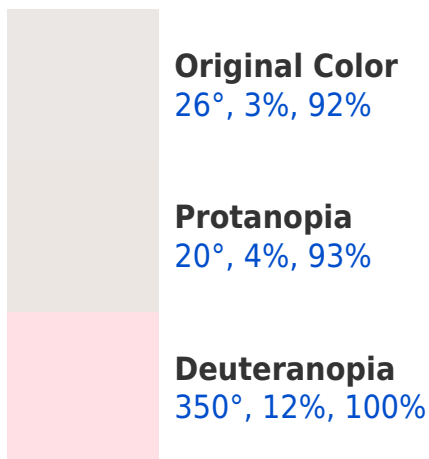 Original Color
26°, 3%, 92%
Protanopia
20°, 4%, 93%
Deuteranopia
350°, 12%, 100%